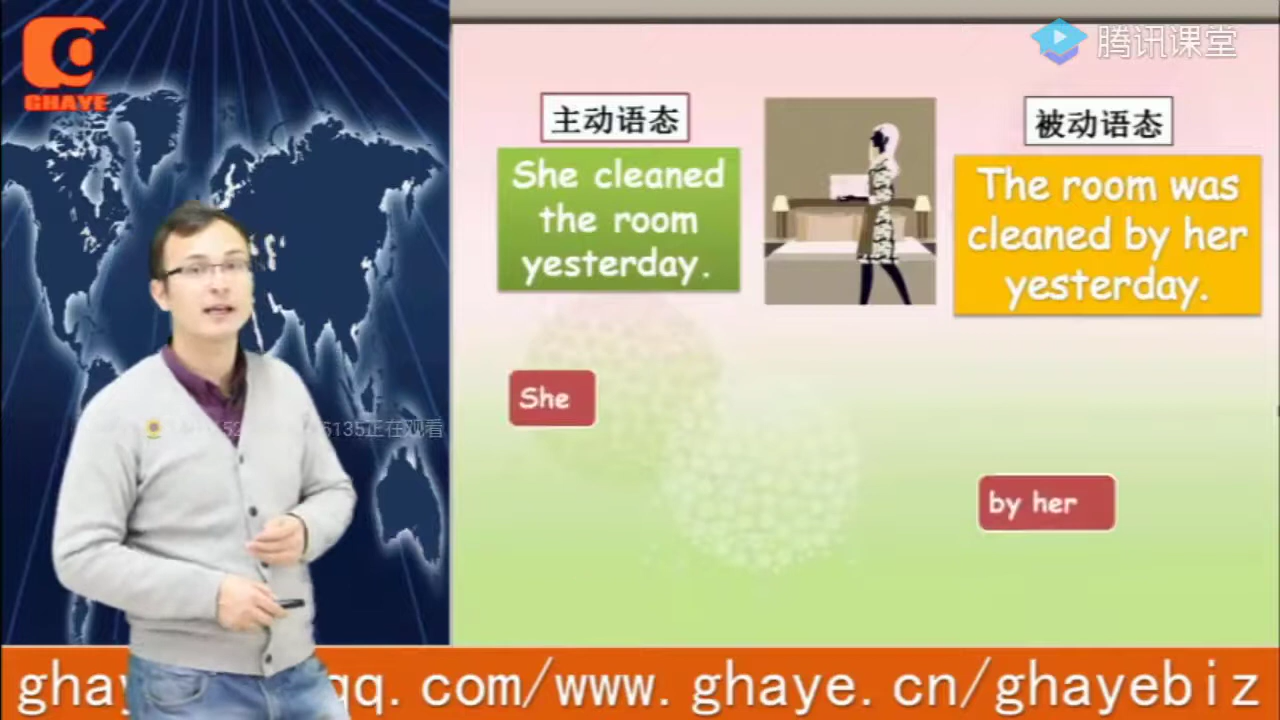 GHAYE
腾讯课堂
主动语态
被动语态
She cleaned
the room
yesterday.
The room was
cleaned by her
yesterday.
She
正在观看
by her
qq.com/www.ghaye.cn/ghayebiz